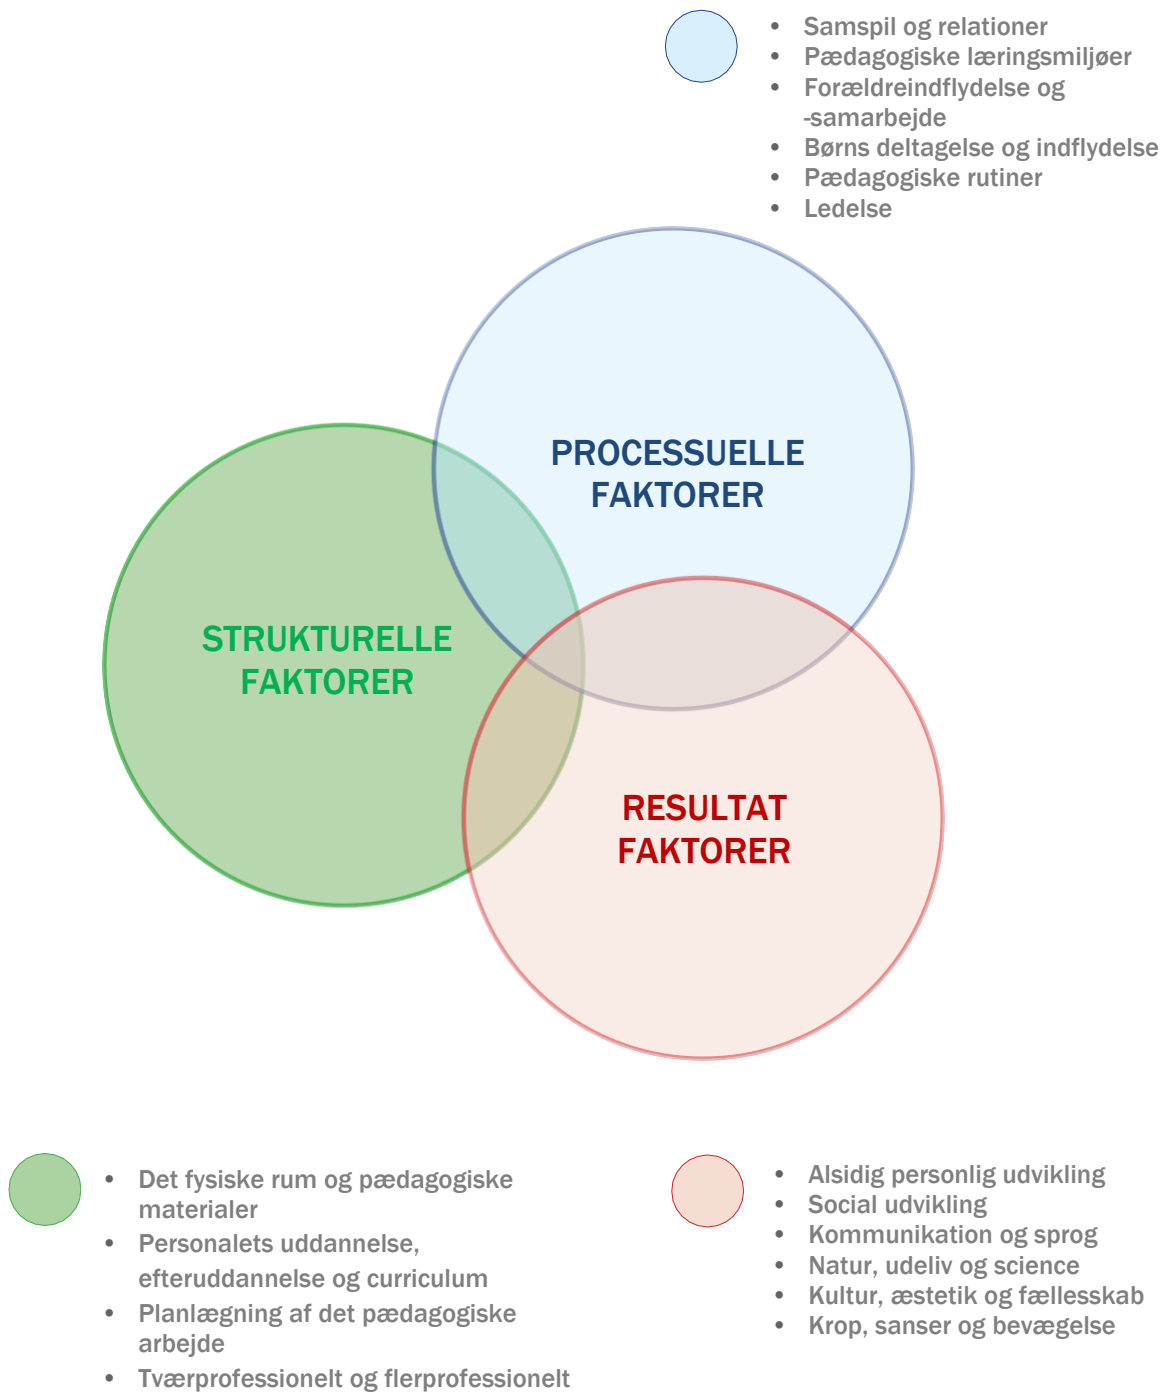 • Samspil og relationer
• Pædagogiske læringsmiljøer
• Forældreindflydelse og
-samarbejde
• Børns deltagelse og indflydelse
• Pædagogiske rutiner
• Ledelse
PROCESSUELLE
FAKTORER
STRUKTURELLE
FAKTORER
RESULTAT
FAKTORER
• Det fysiske rum og pædagogiske
materialer
• Personalets uddannelse,
efteruddannelse og curriculum
• Planlægning af det pædagogiske
arbejde
• Tværprofessionelt og flerprofessionelt
• Alsidig personlig udvikling
• Social udvikling
• Kommunikation og sprog
• Natur, udeliv og science
• Kultur, æstetik og fællesskab
• Krop, sanser og bevægelse